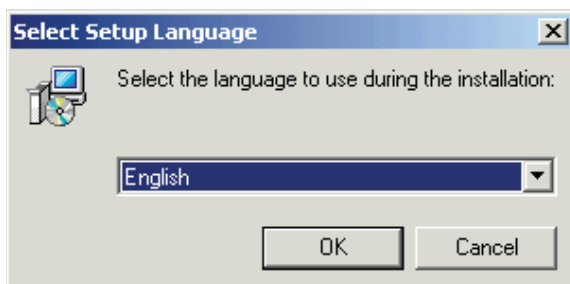 Select Setup Language
Select the language to use during the installation:
English
OK
Cancel